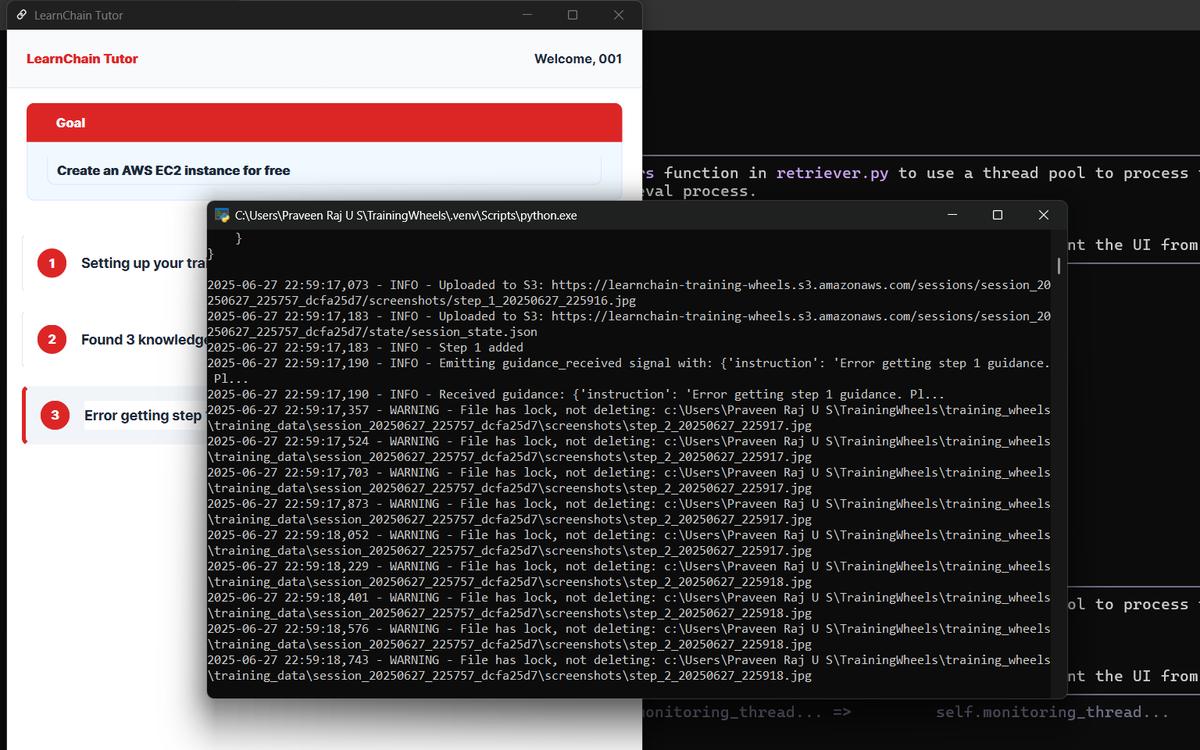 LearnChain Tutor
LearnChain Tutor
Welcome, 001
Goal
Create an AWS EC2 instance for free
1 Setting up your trai
2 Found 3 knowledge
3 Error getting step
function in retriever.py to use a thread pool to process
eval process.
nt the UI from
C:\Users\Praveen Raj U S\TrainingWheels\.venv\Scripts\python.exe
}
}
2025-06-27 22:59:17,073 - INFO - Uploaded to S3: https://learnchain-training-wheels.s3.amazonaws.com/sessions/session_20
250627_225757_dcfa25d7/screenshots/step_1_20250627_225916.jpg
2025-06-27 22:59:17,183 - INFO - Uploaded to S3: https://learnchain-training-wheels.s3.amazonaws.com/sessions/session_20
250627_225757_dcfa25d7/state/session_state.json
2025-06-27 22:59:17,183 - INFO - Step 1 added
2025-06-27 22:59:17,190 - INFO - Emitting guidance_received signal with: {'instruction': 'Error getting step 1 guidance.
Pl...
2025-06-27 22:59:17,190 - INFO - Received guidance: {'instruction': 'Error getting step 1 guidance. Pl...
2025-06-27 22:59:17,357 - WARNING - File has lock, not deleting: c:\Users\Praveen Raj U S\TrainingWheels\training_wheels
\training_data\session_20250627_225757_dcfa25d7\screenshots\step_2_20250627_225917.jpg
2025-06-27 22:59:17,524 - WARNING - File has lock, not deleting: c:\Users\Praveen Raj U S\TrainingWheels\training_wheels
\training_data\session_20250627_225757_dcfa25d7\screenshots\step_2_20250627_225917.jpg
2025-06-27 22:59:17,703 - WARNING - File has lock, not deleting: c:\Users\Praveen Raj U S\TrainingWheels\training_wheels
\training_data\session_20250627_225757_dcfa25d7\screenshots\step_2_20250627_225917.jpg
2025-06-27 22:59:17,873 - WARNING - File has lock, not deleting: c:\Users\Praveen Raj U S\TrainingWheels\training_wheels
\training_data\session_20250627_225757_dcfa25d7\screenshots\step_2_20250627_225917.jpg
2025-06-27 22:59:18,052 - WARNING - File has lock, not deleting: c:\Users\Praveen Raj U S\TrainingWheels\training_wheels
\training_data\session_20250627_225757_dcfa25d7\screenshots\step_2_20250627_225917.jpg
2025-06-27 22:59:18,229 - WARNING - File has lock, not deleting: c:\Users\Praveen Raj U S\TrainingWheels\training_wheels
\training_data\session_20250627_225757_dcfa25d7\screenshots\step_2_20250627_225918.jpg
2025-06-27 22:59:18,401 - WARNING - File has lock, not deleting: c:\Users\Praveen Raj U S\TrainingWheels\training_wheels
\training_data\session_20250627_225757_dcfa25d7\screenshots\step_2_20250627_225918.jpg
2025-06-27 22:59:18,576 - WARNING - File has lock, not deleting: c:\Users\Praveen Raj U S\TrainingWheels\training_wheels
\training_data\session_20250627_225757_dcfa25d7\screenshots\step_2_20250627_225918.jpg
2025-06-27 22:59:18,743 - WARNING - File has lock, not deleting: c:\Users\Praveen Raj U S\TrainingWheels\training_wheels
\training_data\session_20250627_225757_dcfa25d7\screenshots\step_2_20250627_225918.jpg
ol to process
nt the UI from
onitoring_thread... => self.monitoring_thread...